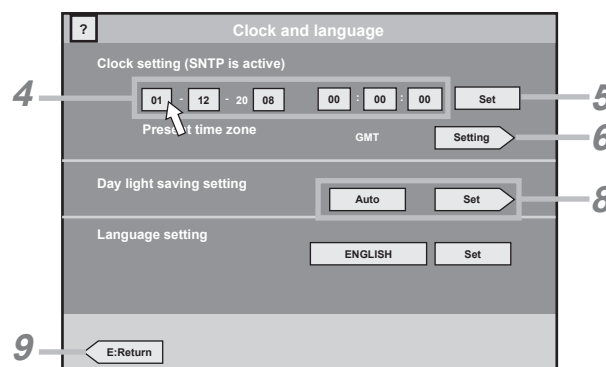 ? Clock and language
Clock setting (SNTP is active)
4 01 - 12 - 20 08 00 : 00 : 00 Set 5
Present time zone GMT Setting 6
Day light saving setting
Auto Set 8
Language setting
ENGLISH Set
9 E:Return